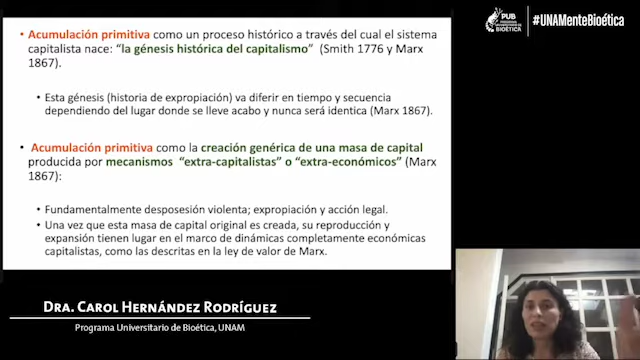 • Acumulación primitiva como un proceso histórico a través del cual el sistema
capitalista nace: “la génesis histórica del capitalismo” (Smith 1776 y Marx
1867).
• Esta génesis (historia de expropiación) va diferir en tiempo y secuencia
dependiendo del lugar donde se lleve acabo y nunca será identica (Marx 1867).
• Acumulación primitiva como la creación genérica de una masa de capital
producida por mecanismos “extra-capitalistas” o “extra-económicos” (Marx
1867):
• Fundamentalmente desposesión violenta; expropiación y acción legal.
• Una vez que esta masa de capital original es creada, su reproducción y
expansión tienen lugar en el marco de dinámicas completamente económicas
capitalistas, como las descritas en la ley de valor de Marx.
PUB
BIOÉTICA
#UNAMenteBioética
Dra. Carol Hernández Rodríguez
Programa Universitario de Bioética, UNAM